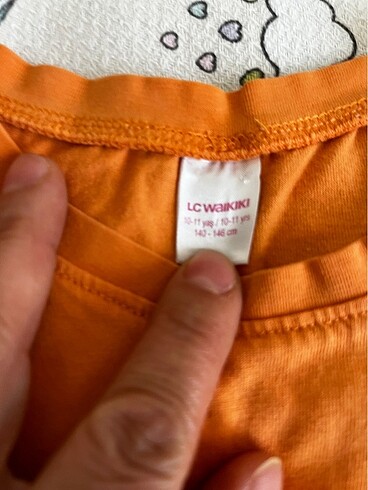 LC WAIKIKI
10-11 yaş / 10-11 yrs
140 - 146 cm